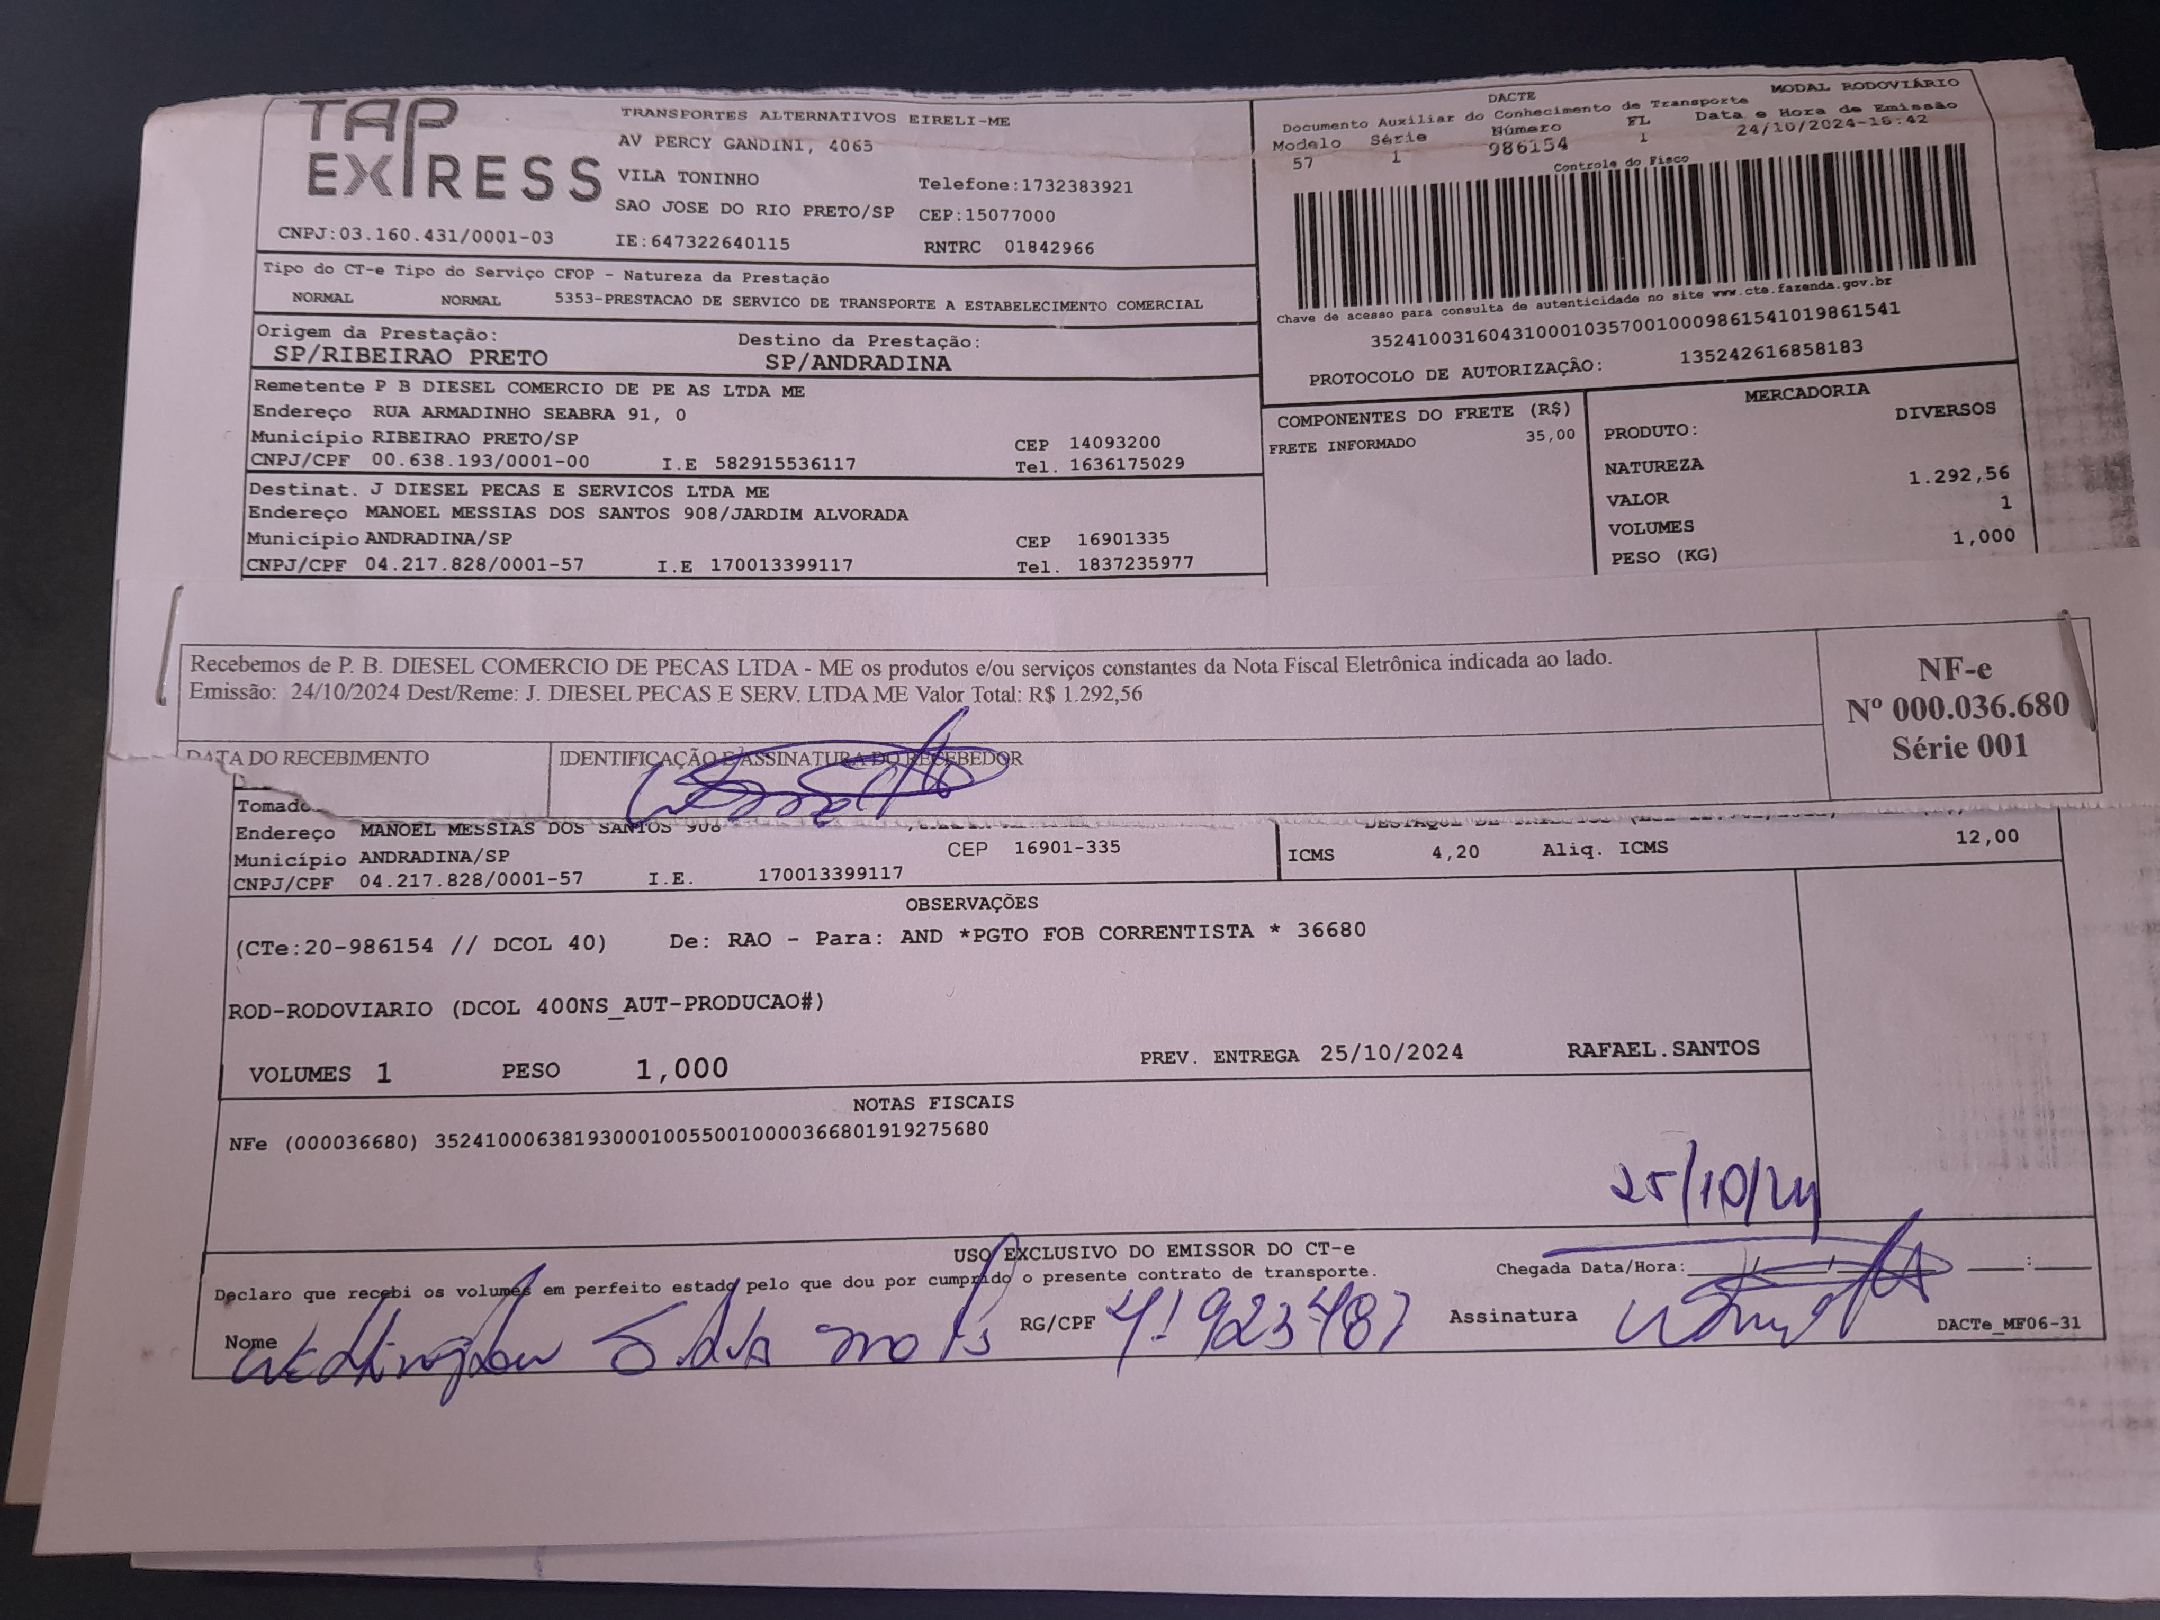 TAP EXPRESS
TRANSPORTES ALTERNATIVOS EIRELI-ME
AV PERCY GANDINI, 4065
VILA TONINHO Telefone:1732383921
SAO JOSE DO RIO PRETO/SP CEP:15077000
CNPJ:03.160.431/0001-03 IE:647322640115 RNTRC 01842966
DACTE MODAL RODOVIÁRIO
Documento Auxiliar do Conhecimento de Transporte
Modelo Série Número FL Data e Hora de Emissão
57 1 986154 1 24/10/2024-16:42
Controle do Fisco
Chave de acesso para consulta de autenticidade no site www.cte.fazenda.gov.br
35241003160431000103570010009861541019861541
PROTOCOLO DE AUTORIZAÇÃO: 135242616858183
Tipo do CT-e Tipo do Serviço CFOP - Natureza da Prestação
NORMAL NORMAL 5353-PRESTACAO DE SERVICO DE TRANSPORTE A ESTABELECIMENTO COMERCIAL
Origem da Prestação: Destino da Prestação:
SP/RIBEIRAO PRETO SP/ANDRADINA
Remetente P B DIESEL COMERCIO DE PE AS LTDA ME
Endereço RUA ARMADINHO SEABRA 91, 0
Município RIBEIRAO PRETO/SP CEP 14093200
CNPJ/CPF 00.638.193/0001-00 I.E 582915536117 Tel. 1636175029
Destinat. J DIESEL PECAS E SERVICOS LTDA ME
Endereço MANOEL MESSIAS DOS SANTOS 908/JARDIM ALVORADA
Município ANDRADINA/SP CEP 16901335
CNPJ/CPF 04.217.828/0001-57 I.E 170013399117 Tel. 1837235977
COMPONENTES DO FRETE (R$)
FRETE INFORMADO 35,00
MERCADORIA
PRODUTO: DIVERSOS
NATUREZA
VALOR 1.292,56
VOLUMES 1
PESO (KG) 1,000
Recebemos de P. B. DIESEL COMERCIO DE PECAS LTDA - ME os produtos e/ou serviços constantes da Nota Fiscal Eletrônica indicada ao lado.
Emissão: 24/10/2024 Dest/Reme: J. DIESEL PECAS E SERV. LTDA ME Valor Total: R$ 1.292,56
NF-e
Nº 000.036.680
Série 001
DATA DO RECEBIMENTO IDENTIFICAÇÃO E ASSINATURA DO RECEBEDOR
Endereço MANOEL MESSIAS DOS SANTOS 908
Município ANDRADINA/SP CEP 16901-335
CNPJ/CPF 04.217.828/0001-57 I.E. 170013399117
ICMS 4,20 Aliq. ICMS 12,00
OBSERVAÇÕES
(CTe:20-986154 // DCOL 40) De: RAO - Para: AND *PGTO FOB CORRENTISTA * 36680
ROD-RODOVIARIO (DCOL 400NS_AUT-PRODUCAO#)
VOLUMES 1 PESO 1,000 PREV. ENTREGA 25/10/2024 RAFAEL.SANTOS
NOTAS FISCAIS
NFe (000036680) 35241000638193000100550010000366801919275680
25/10/24
USO EXCLUSIVO DO EMISSOR DO CT-e
Declaro que recebi os volumes em perfeito estado pelo que dou por cumprido o presente contrato de transporte. Chegada Data/Hora:
Nome RG/CPF Assinatura
DACTe_MF06-31